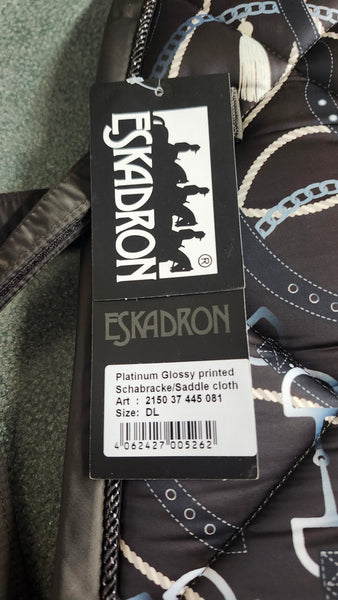 ESKADRON
®
ESKADRON
Platinum Glossy printed
Schabracke/Saddle cloth
Art : 2150 37 445 081
Size: DL
4 062427 005262